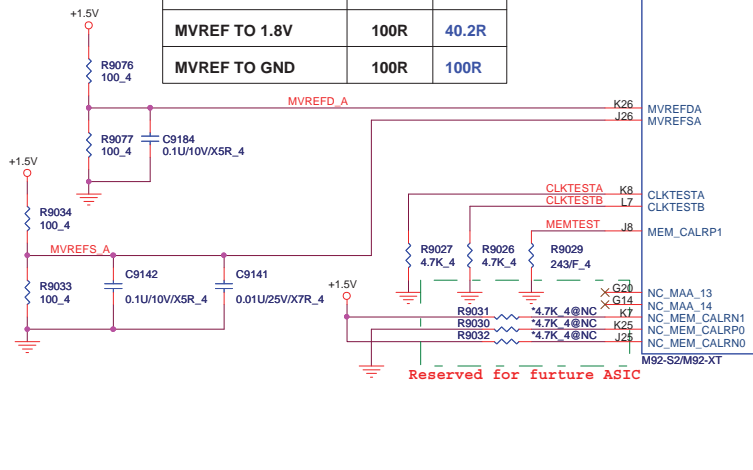 +1.5V
MVREF TO 1.8V 100R 40.2R
MVREF TO GND 100R 100R
R9076
100_4
MVREFD_A
K26 MVREFDA
J26 MVREFSA
R9077
100_4
C9184
0.1U/10V/X5R_4
+1.5V
CLKTESTA K8 CLKTESTA
CLKTESTB L7 CLKTESTB
R9034
100_4
MEMTEST J8 MEM_CALRP1
MVREFS_A
R9027
4.7K_4
R9026
4.7K_4
R9029
243/F_4
C9142
0.1U/10V/X5R_4
C9141
0.01U/25V/X7R_4
R9033
100_4
+1.5V
G20 NC_MAA_13
G14 NC_MAA_14
R9031 *4.7K_4@NC K7 NC_MEM_CALRN1
R9030 *4.7K_4@NC K25 NC_MEM_CALRP0
R9032 *4.7K_4@NC J25 NC_MEM_CALRN0
M92-S2/M92-XT
Reserved for furture ASIC